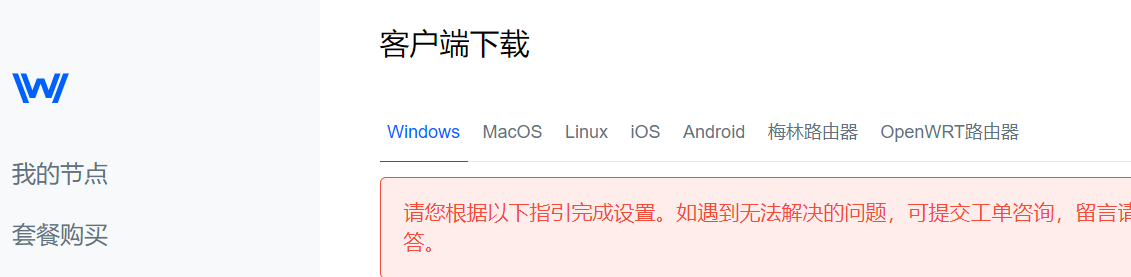 客户端下载
Windows MacOS Linux iOS Android 梅林路由器 OpenWRT路由器
我的节点
套餐购买
请您根据以下指引完成设置。如遇到无法解决的问题，可提交工单咨询，留言请
答。